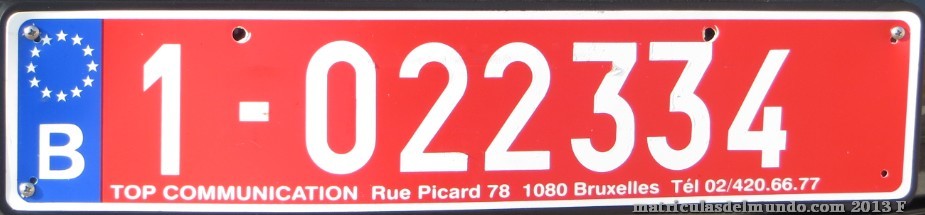 B
1-022334
TOP COMMUNICATION Rue Picard 78 1080 Bruxelles Tél 02/420.66.77
matriculasdelmundo.com 2013 F